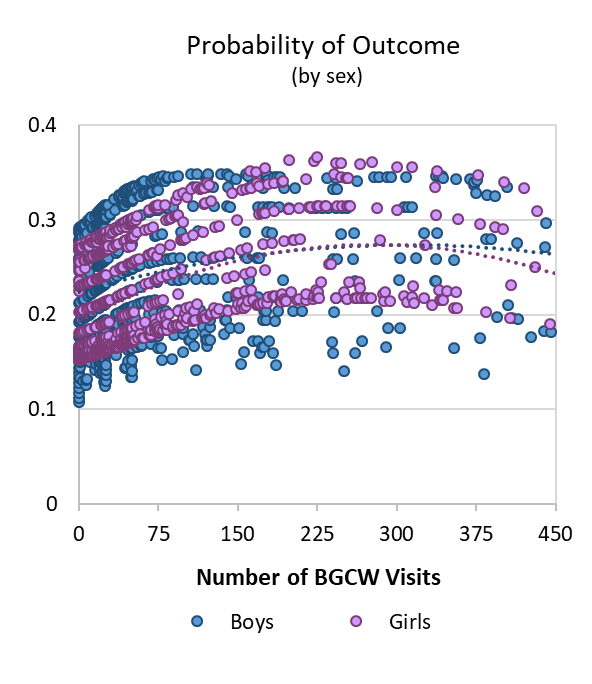 Probability of Outcome
(by sex)
0.4
0.3
0.2
0.1
0
0 75 150 225 300 375 450
Number of BGCW Visits
Boys Girls